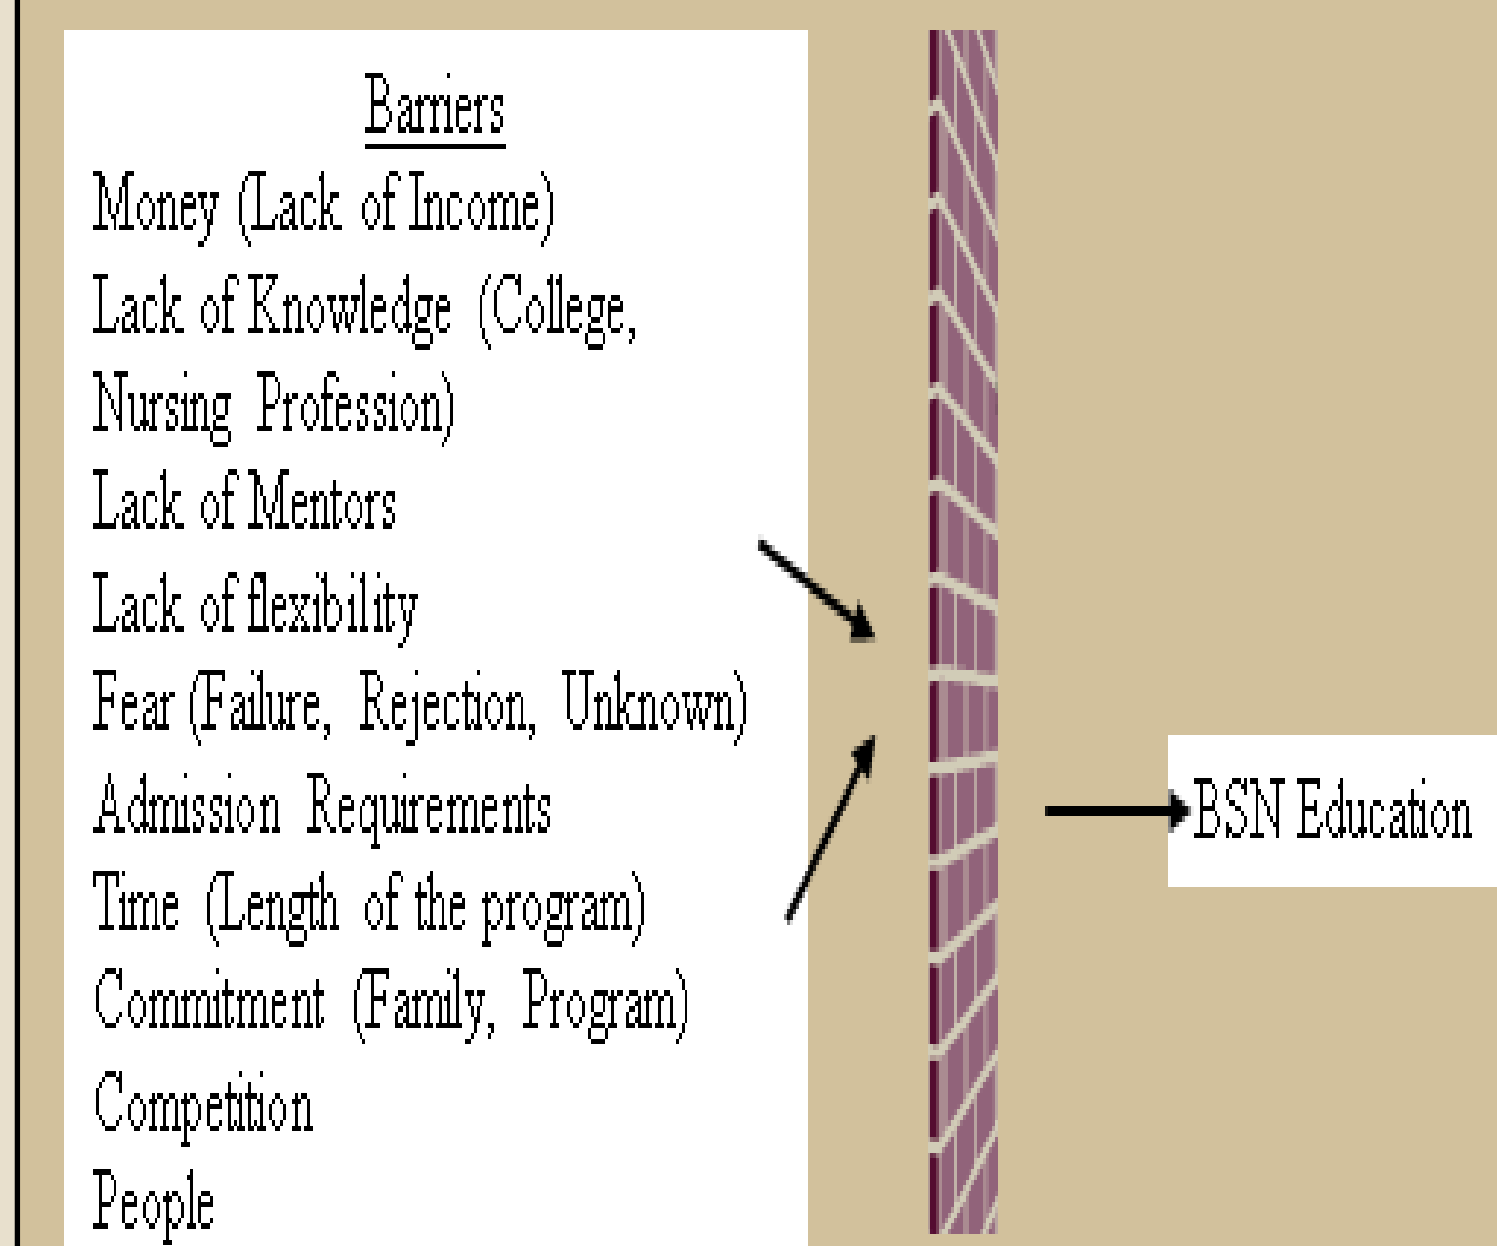 Barriers
Money (Lack of Income)
Lack of Knowledge (College,
Nursing Profession)
Lack of Mentors
Lack of flexibility
Fear (Failure, Rejection, Unknown)
Admission Requirements
Time (Length of the program)
Commitment (Family, Program)
Competition
People
BSN Education